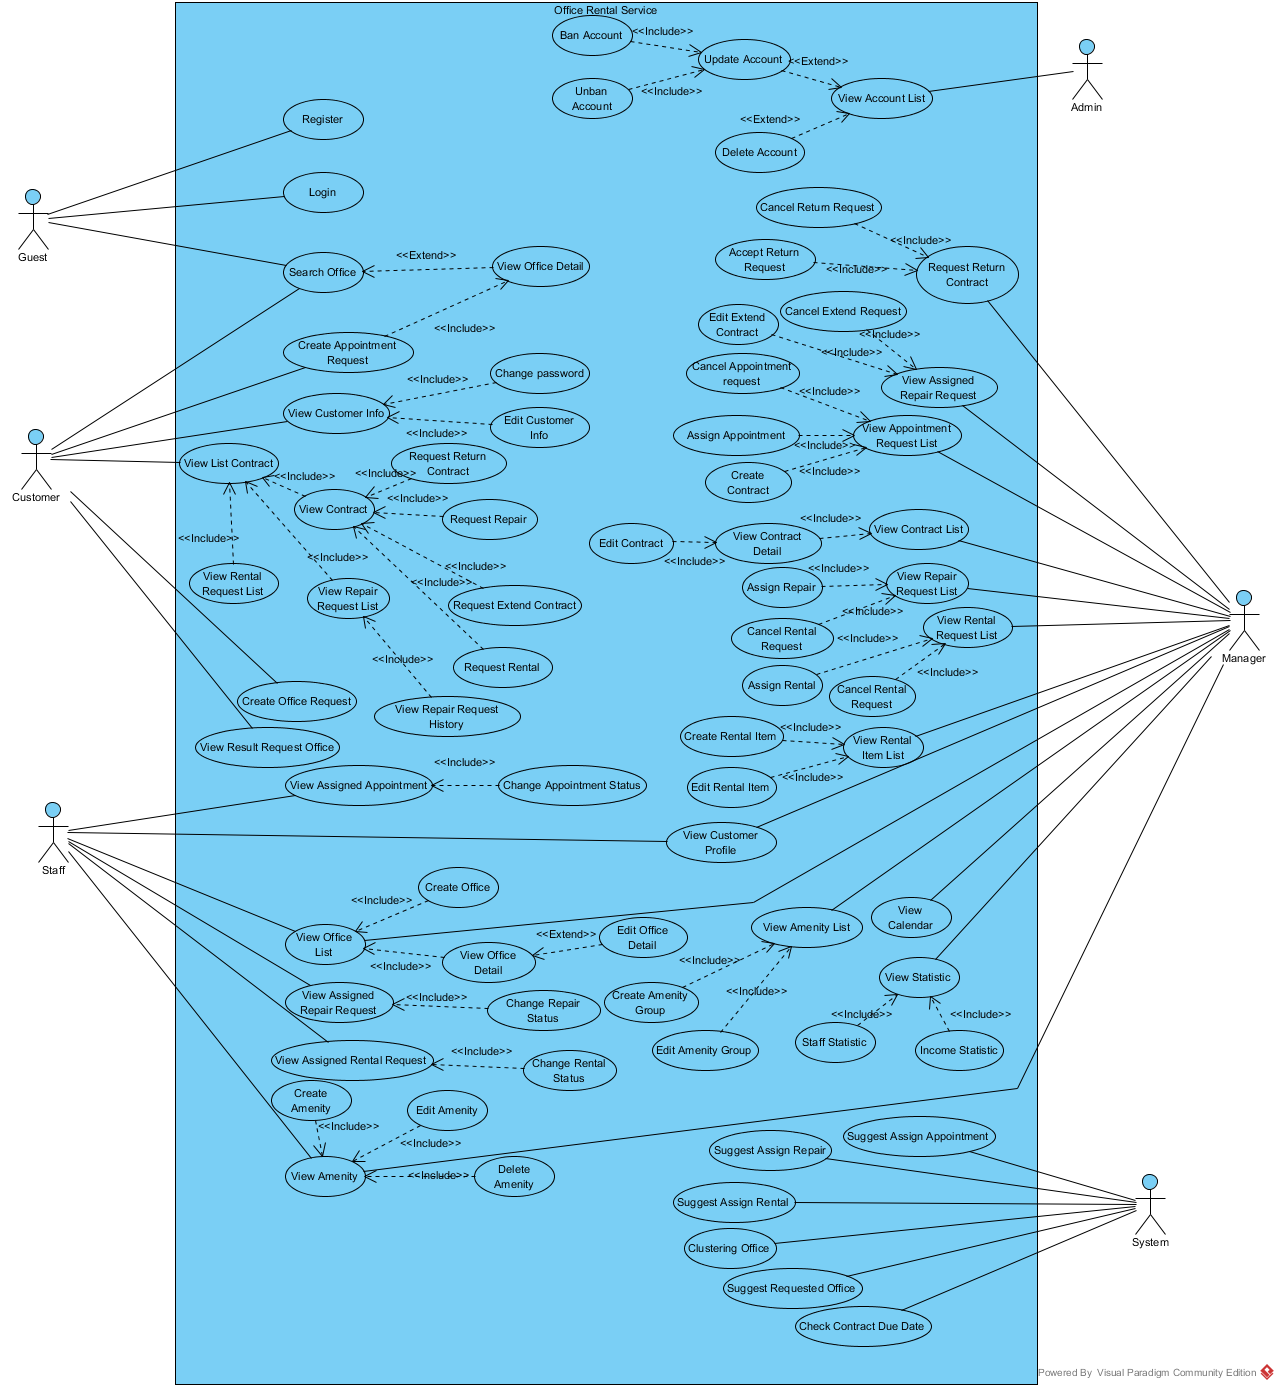 Office Rental Service
Ban Account
<<Include>>
Update Account
<<Extend>>
Unban
Account
<<Include>>
View Account List
Admin
<<Extend>>
Delete Account
Register
Login
Guest
Search Office
<<Extend>>
View Office Detail
Create Appointment
Request
<<Include>>
Cancel Return Request
<<Include>>
Accept Return
Request
<<Include>>
Request Return
Contract
Edit Extend
Contract
Cancel Extend Request
<<Include>>
<<Include>>
Cancel Appointment
request
View Assigned
Repair Request
<<Include>>
Change password
<<Include>>
View Customer Info
Edit Customer
Info
<<Include>>
Assign Appointment
View Appointment
Request List
<<Include>>
Create
Contract
<<Include>>
Customer
View List Contract
<<Include>>
Request Return
Contract
<<Include>>
<<Include>>
View Contract
Request Repair
<<Include>>
View Rental
Request List
<<Include>>
View Repair
Request List
<<Include>>
<<Include>>
Request Extend Contract
Request Rental
<<Include>>
View Repair Request
History
Create Office Request
View Result Request Office
Edit Contract
<<Include>>
View Contract
Detail
<<Include>>
View Contract List
Assign Repair
<<Include>>
View Repair
Request List
Cancel Rental
Request
<<Include>>
View Rental
Request List
<<Include>>
Assign Rental
Cancel Rental
Request
<<Include>>
Manager
Create Rental Item
<<Include>>
View Rental
Item List
Edit Rental Item
<<Include>>
View Assigned Appointment
<<Include>>
Change Appointment Status
Staff
View Customer
Profile
Create Office
<<Include>>
View Office
List
<<Include>>
View Office
Detail
<<Extend>>
Edit Office
Detail
View Amenity List
View
Calendar
<<Include>>
Create Amenity
Group
<<Include>>
Edit Amenity Group
View Statistic
<<Include>>
<<Include>>
Staff Statistic
Income Statistic
View Assigned
Repair Request
<<Include>>
Change Repair
Status
View Assigned Rental Request
<<Include>>
Change Rental
Status
Create
Amenity
<<Include>>
Edit Amenity
<<Include>>
View Amenity
<<Include>>
Delete
Amenity
Suggest Assign Appointment
Suggest Assign Repair
Suggest Assign Rental
Clustering Office
Suggest Requested Office
Check Contract Due Date
System
Powered By Visual Paradigm Community Edition